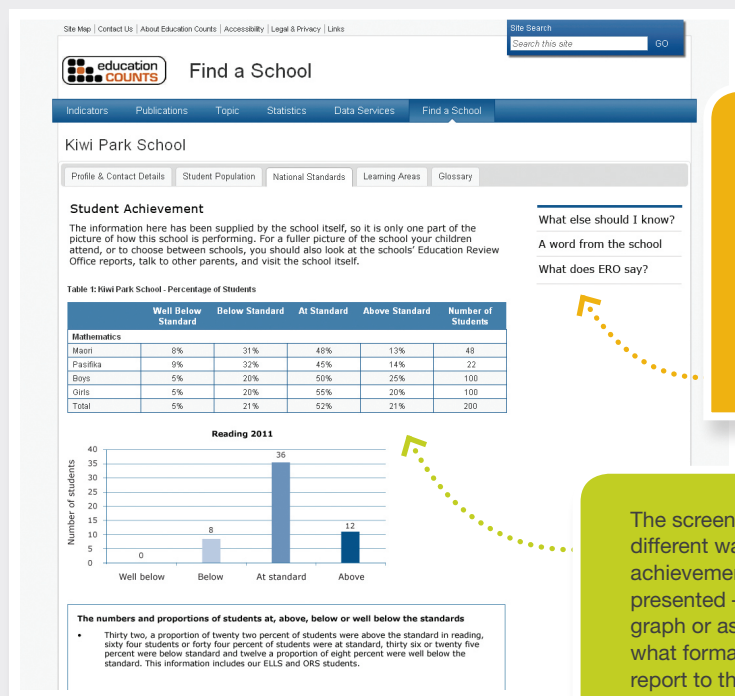 Site Map | Contact Us | About Education Counts | Accessibility | Legal & Privacy | Links
Site Search
Search this site GO
education
COUNTS
Find a School
Indicators Publications Topic Statistics Data Services Find a School
Kiwi Park School
Profile & Contact Details Student Population National Standards Learning Areas Glossary
Student Achievement
The information here has been supplied by the school itself, so it is only one part of the
picture of how this school is performing. For a fuller picture of the school your children
attend, or to choose between schools, you should also look at the schools' Education Review
Office reports, talk to other parents, and visit the school itself.
What else should I know?
A word from the school
What does ERO say?
Table 1: Kiwi Park School - Percentage of Students
Well Below Standard Below Standard At Standard Above Standard Number of Students
Mathematics
Maori 8% 31% 48% 13% 48
Pasifika 9% 32% 45% 14% 22
Boys 5% 20% 50% 25% 100
Girls 5% 20% 55% 20% 100
Total 5% 21% 52% 21% 200
Reading 2011
Number of students
40
35
30
25
20
15
10
5
0
0
8
36
12
Well below Below At standard Above
The numbers and proportions of students at, above, below or well below the standards
• Thirty two, a proportion of twenty two percent of students were above the standard in reading,
sixty four students or forty four percent of students were at standard, thirty six or twenty five
percent were below standard and twelve a proportion of eight percent were well below the
standard. This information includes our ELLS and ORS students.
The screen
different wa
achievemen
presented -
graph or as
what forma
report to th